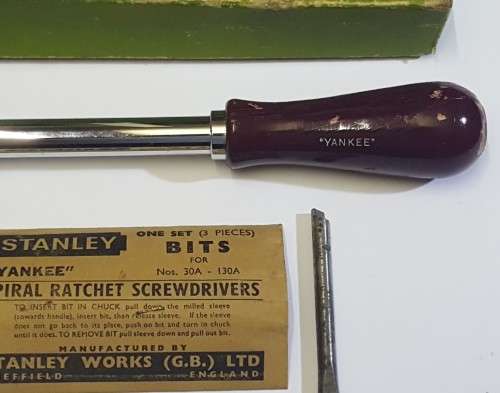 "YANKEE"
STANLEY
ONE SET (3 PIECES)
BITS
YANKEE"
FOR
Nos. 30A - 130A
PIRAL RATCHET SCREWDRIVERS
TO INSERT BIT IN CHUCK pull down the milled sleeve
(towards handle), insert bit, than release sleeve. If the sleeve
does not go back to its place, push on bit and turn in chuck
until it does. TO REMOVE BIT pull sleeve down and pull out bit.
MANUFACTURED BY
STANLEY WORKS (G.B.) LTD
HEFFIELD ENGLAND